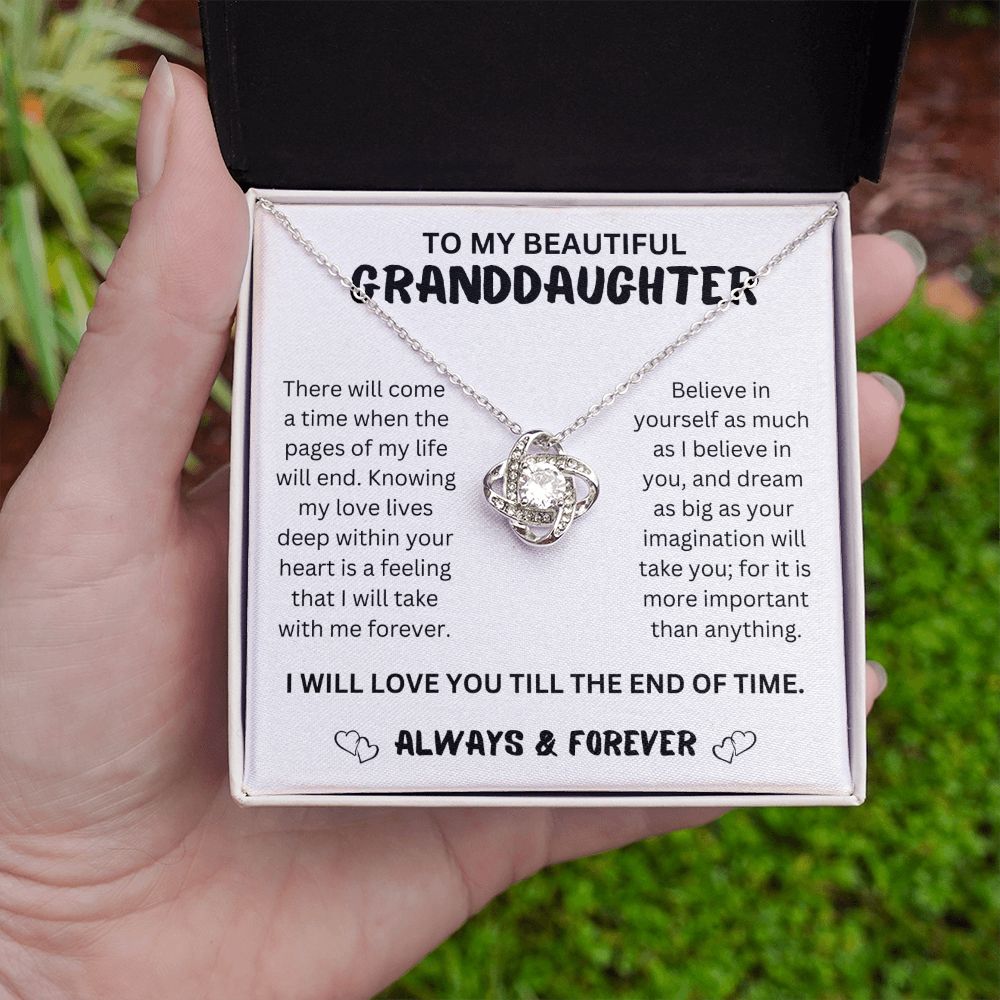 TO MY BEAUTIFUL
GRANDDAUGHTER
There will come
a time when the
pages of my life
will end. Knowing
my love lives
deep within your
heart is a feeling
that I will take
with me forever.
Believe in
yourself as much
as I believe in
you, and dream
as big as your
imagination will
take you; for it is
more important
than anything.
I WILL LOVE YOU TILL THE END OF TIME.
ALWAYS & FOREVER